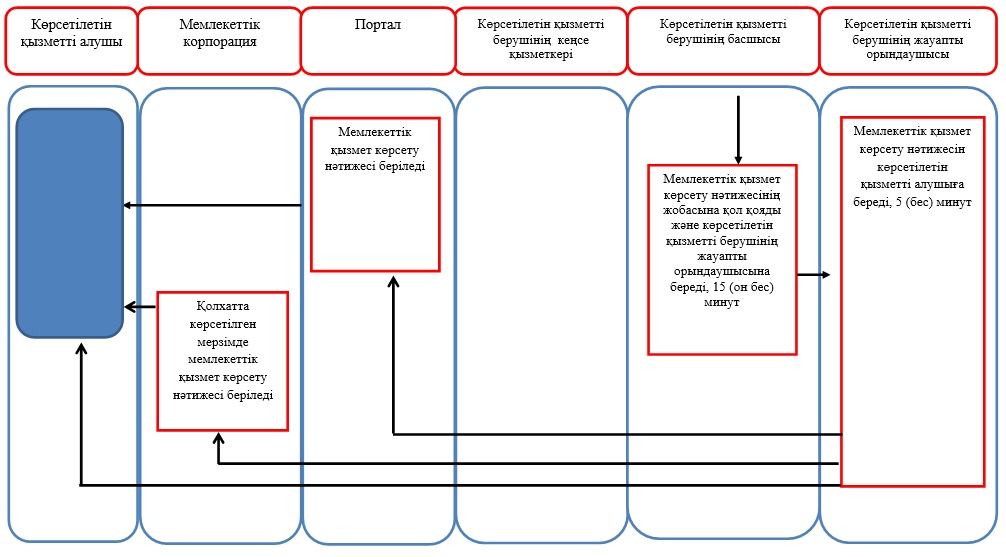 Көрсетілетін
қызметті алушы
Мемлекеттік
корпорация
Портал
Көрсетілетін қызметті
берушінің кеңсе
қызметкері
Көрсетілетін қызметті
берушінің басшысы
Көрсетілетін қызметті
берушінің жауапты
орындаушысы
Қолхатта
көрсетілген
мерзімде
мемлекеттік
қызмет көрсету
нәтижесі беріледі
Мемлекеттік
қызмет көрсету
нәтижесі беріледі
Мемлекеттік қызмет
көрсету нәтижесінің
жобасына қол қояды
және көрсетілетін
қызметті берушінің
жауапты
орындаушысына
береді, 15 (он бес)
минут
Мемлекеттік қызмет
көрсету нәтижесін
көрсетілетін
қызметті алушыға
береді, 5 (бес) минут